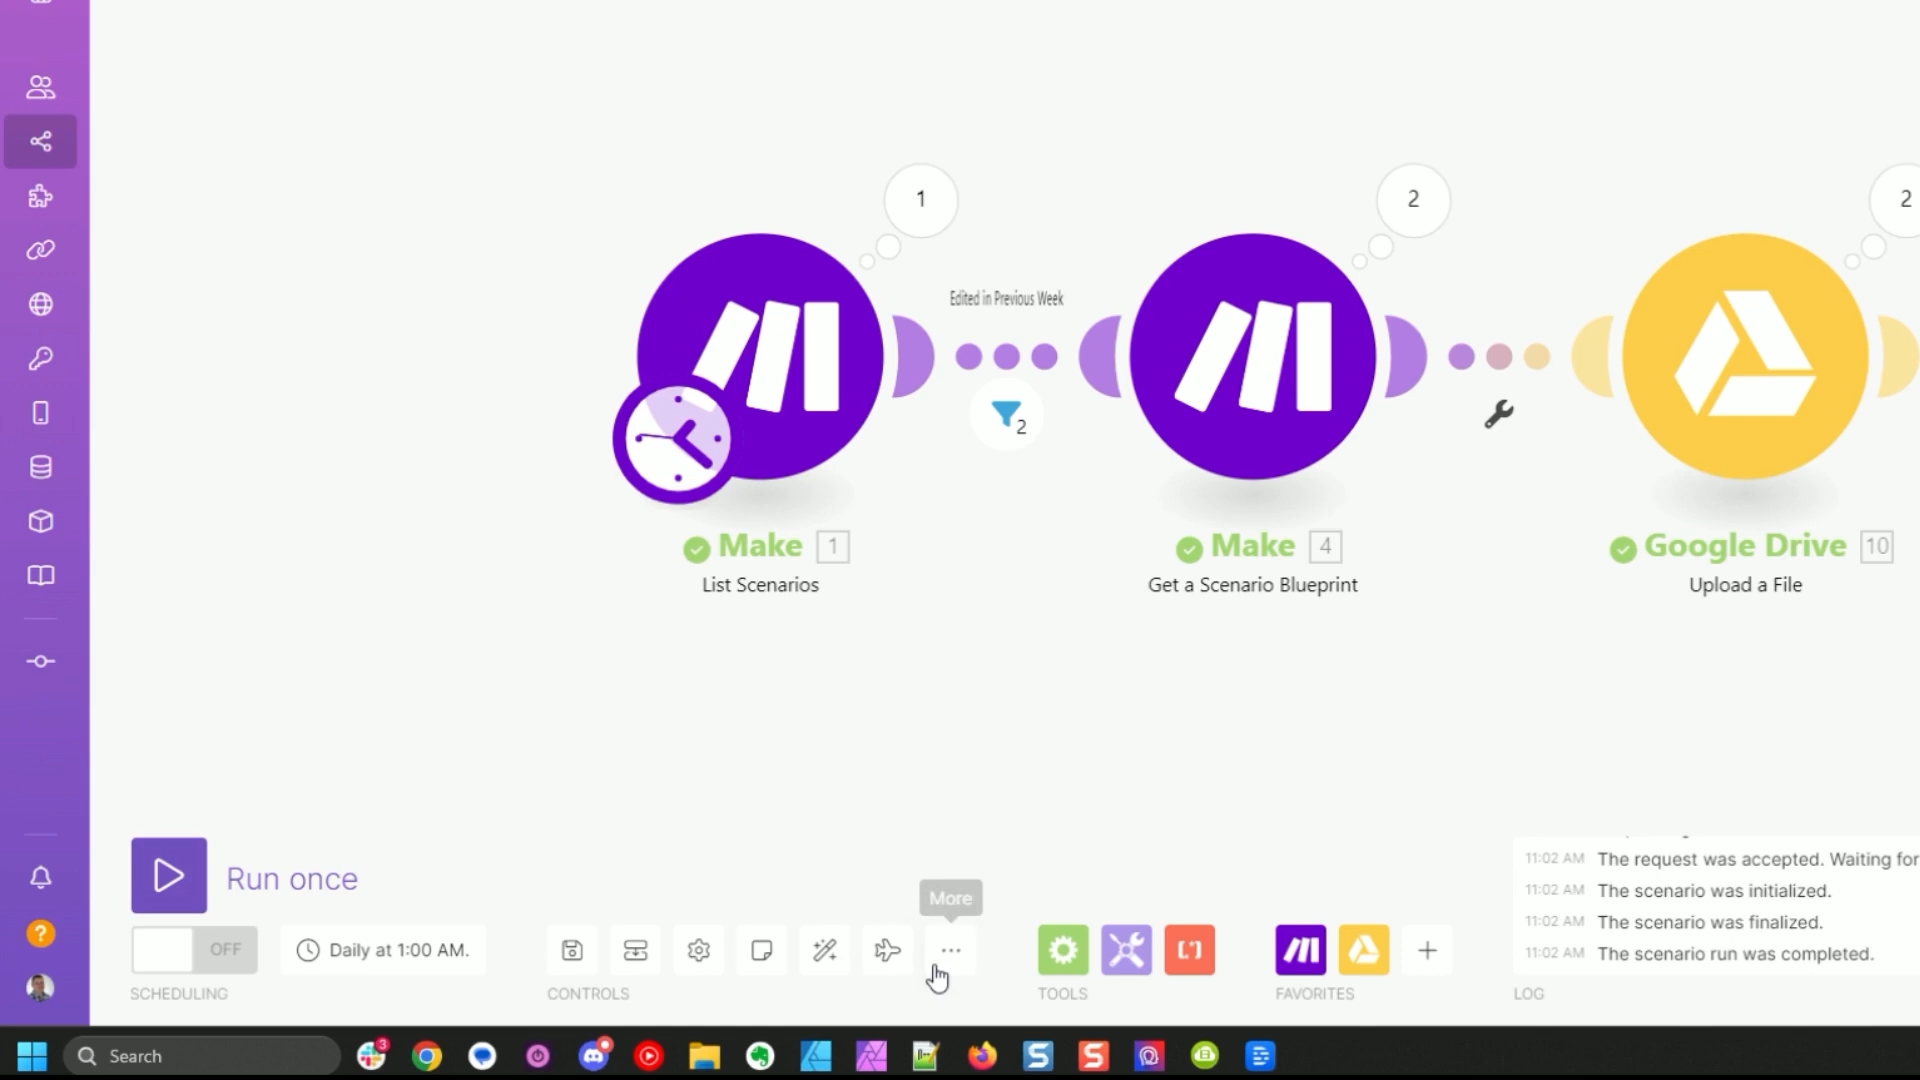 1
2
2
Edited in Previous Week
2
Make 1
List Scenarios
Make 4
Get a Scenario Blueprint
Google Drive 10
Upload a File
Run once
More
11:02 AM The request was accepted. Waiting for
11:02 AM The scenario was initialized.
11:02 AM The scenario was finalized.
11:02 AM The scenario run was completed.
OFF
Daily at 1:00 AM.
SCHEDULING
CONTROLS
TOOLS
FAVORITES
LOG
?
Search
3